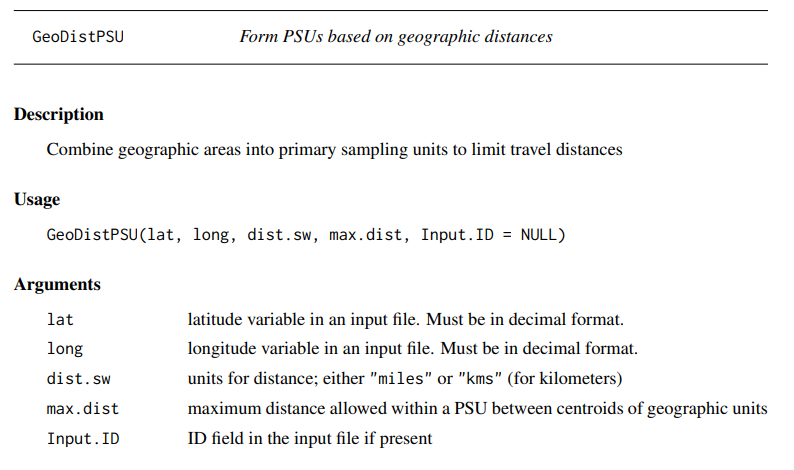 GeoDistPSU Form PSUs based on geographic distances
Description
Combine geographic areas into primary sampling units to limit travel distances
Usage
GeoDistPSU(lat, long, dist.sw, max.dist, Input.ID = NULL)
Arguments
lat latitude variable in an input file. Must be in decimal format.
long longitude variable in an input file. Must be in decimal format.
dist.sw units for distance; either "miles" or "kms" (for kilometers)
max.dist maximum distance allowed within a PSU between centroids of geographic units
Input.ID ID field in the input file if present